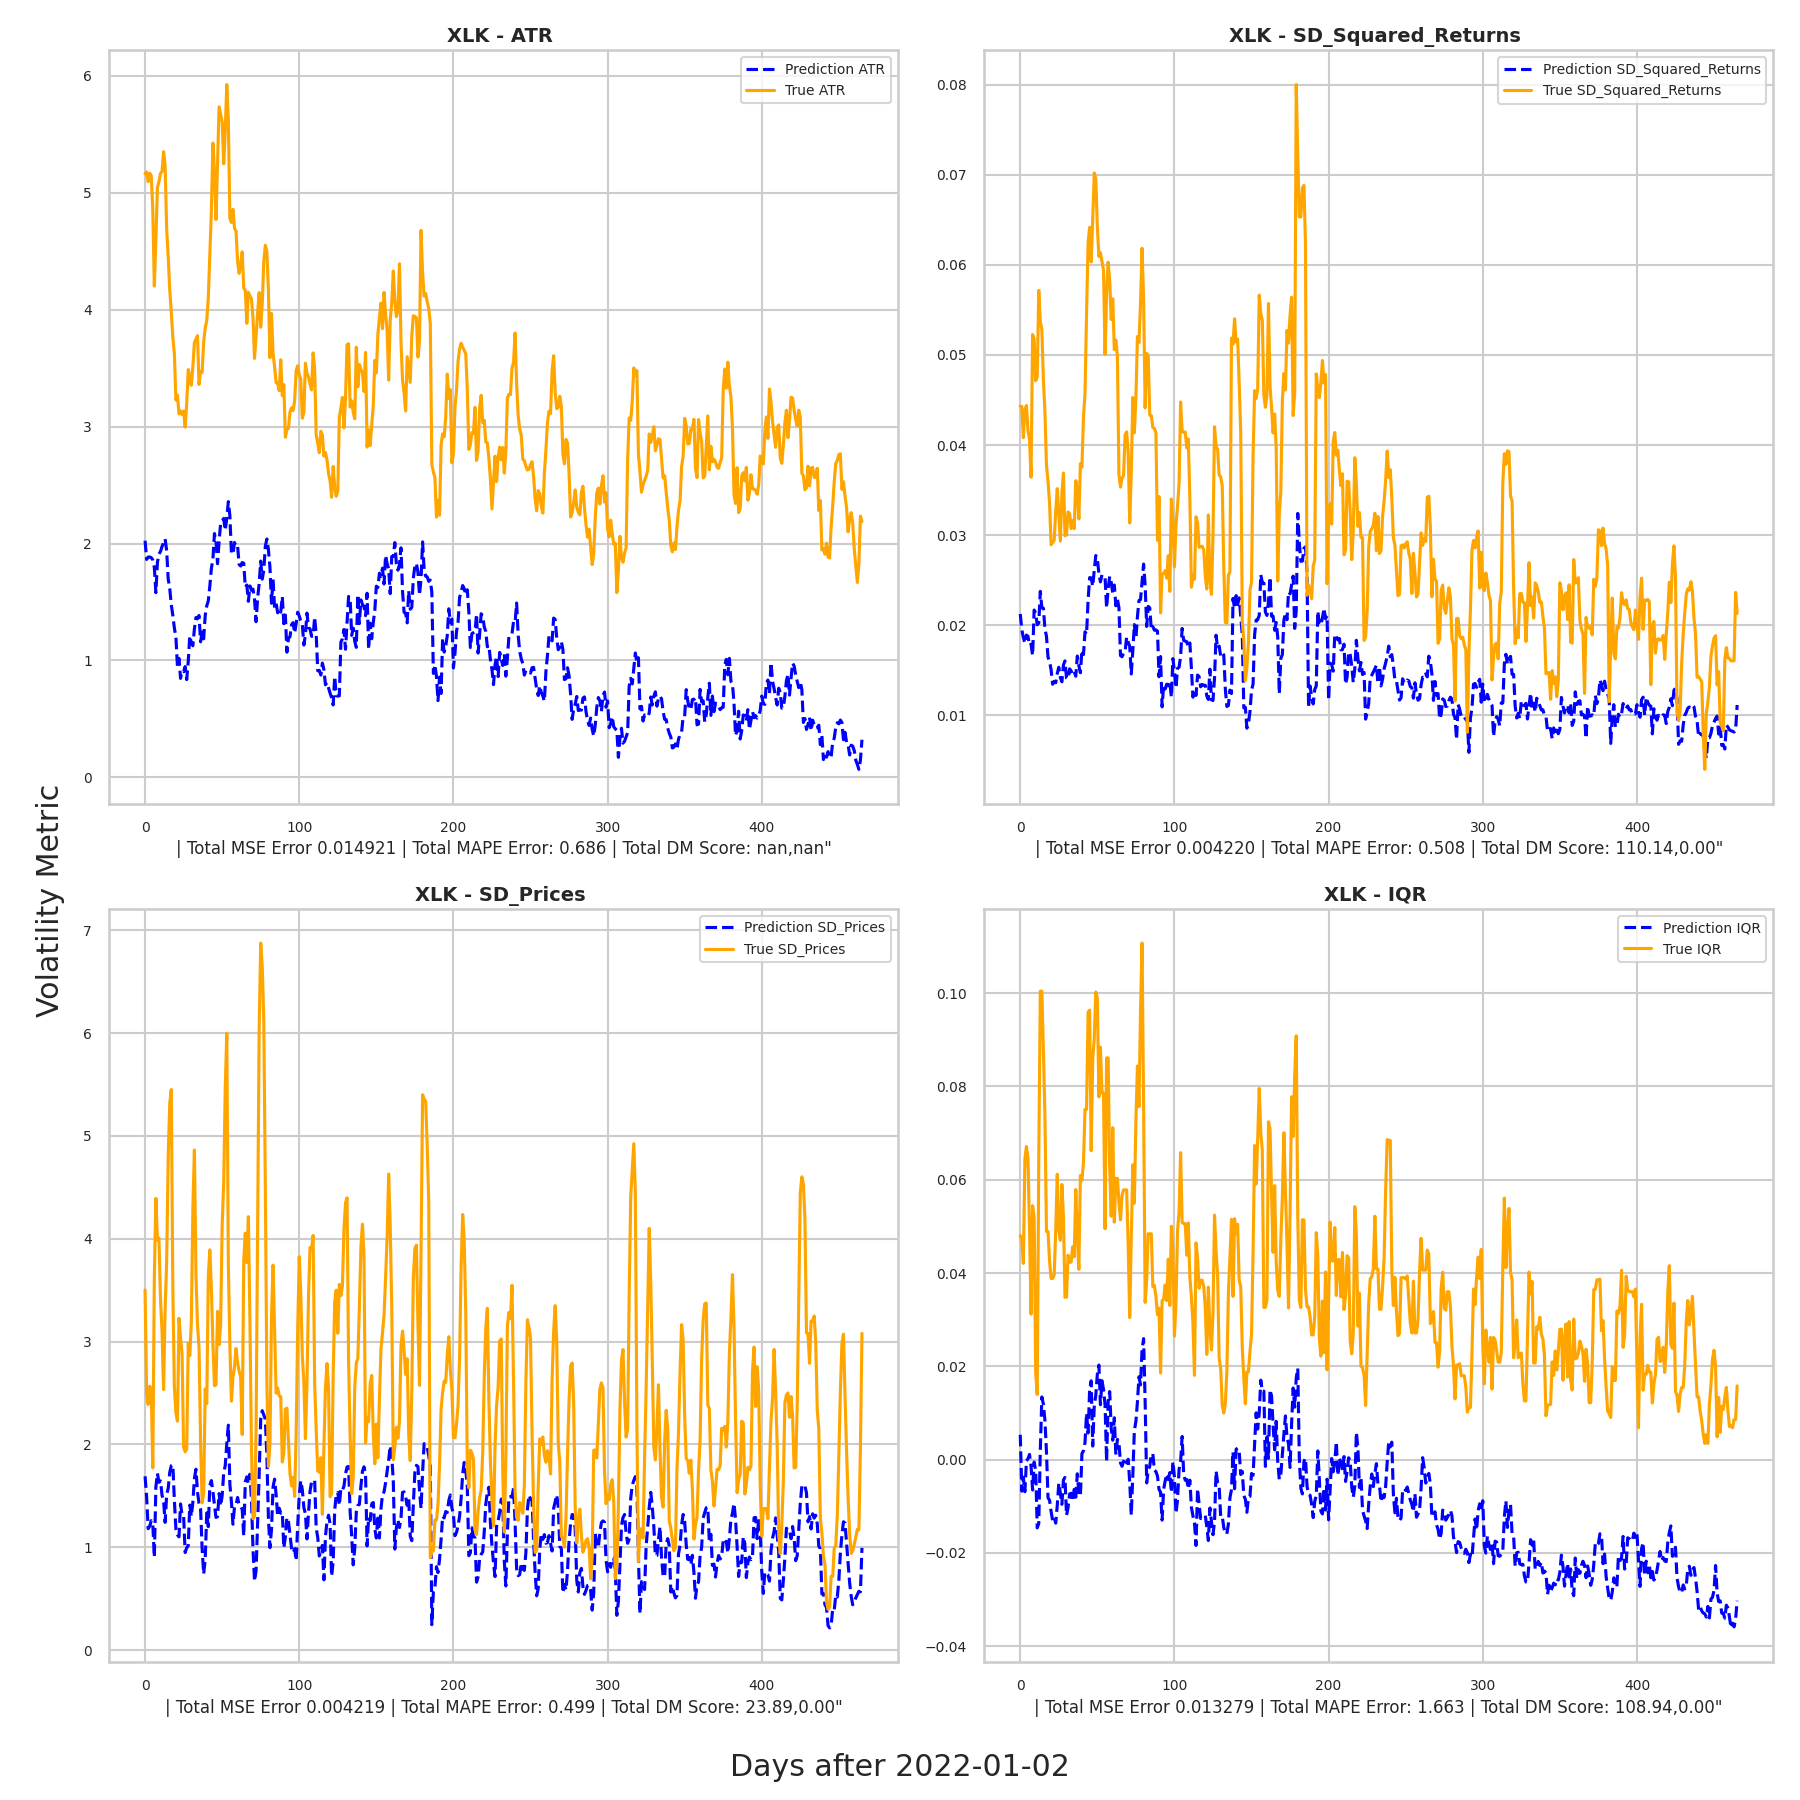 XLK - ATR
Prediction ATR
True ATR
6
5
4
3
2
1
0
0 100 200 300 400
| Total MSE Error 0.014921 | Total MAPE Error: 0.686 | Total DM Score: nan,nan"
XLK - SD_Squared_Returns
Prediction SD_Squared_Returns
True SD_Squared_Returns
0.08
0.07
0.06
0.05
0.04
0.03
0.02
0.01
0 100 200 300 400
| Total MSE Error 0.004220 | Total MAPE Error: 0.508 | Total DM Score: 110.14,0.00"
Volatility Metric
XLK - SD_Prices
Prediction SD_Prices
True SD_Prices
7
6
5
4
3
2
1
0
0 100 200 300 400
| Total MSE Error 0.004219 | Total MAPE Error: 0.499 | Total DM Score: 23.89,0.00"
XLK - IQR
Prediction IQR
True IQR
0.10
0.08
0.06
0.04
0.02
0.00
−0.02
−0.04
0 100 200 300 400
| Total MSE Error 0.013279 | Total MAPE Error: 1.663 | Total DM Score: 108.94,0.00"
Days after 2022-01-02